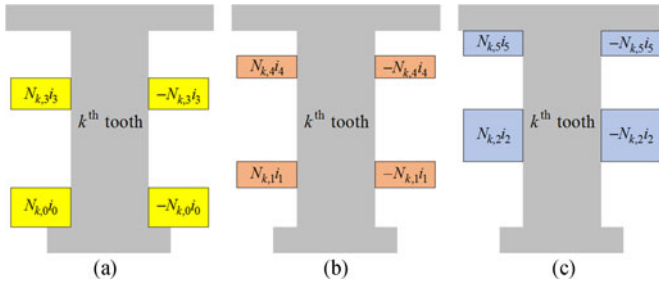 N_{k,3}i_3 −N_{k,3}i_3
k^{th} tooth
N_{k,0}i_0 −N_{k,0}i_0
(a)
N_{k,4}i_4 −N_{k,4}i_4
k^{th} tooth
N_{k,1}i_1 −N_{k,1}i_1
(b)
N_{k,5}i_5 −N_{k,5}i_5
k^{th} tooth
N_{k,2}i_2 −N_{k,2}i_2
(c)